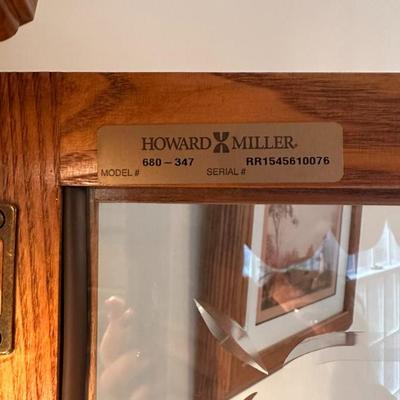 HOWARD MILLER®
680-347 RR1545610076
MODEL # SERIAL #